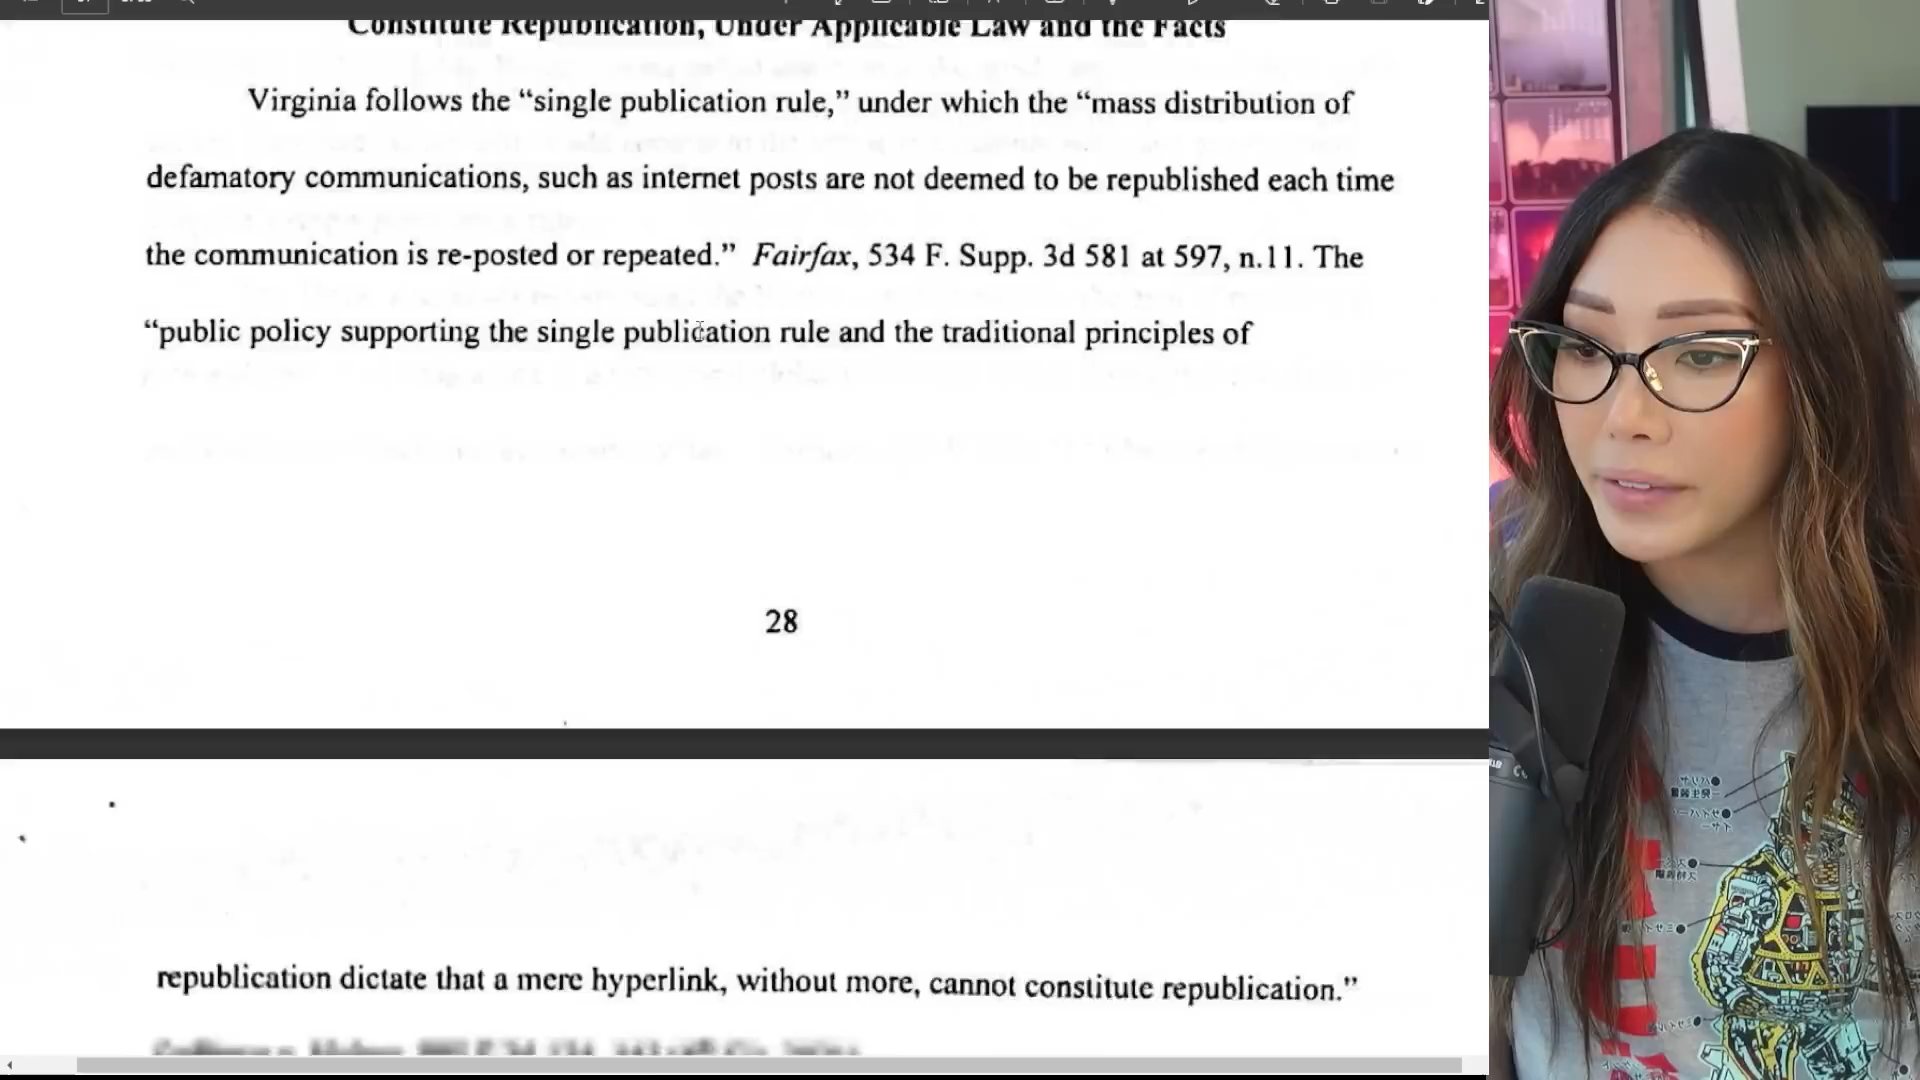 Constitute Republication, Under Applicable Law and the Facts
Virginia follows the “single publication rule,” under which the “mass distribution of
defamatory communications, such as internet posts are not deemed to be republished each time
the communication is re-posted or repeated.” Fairfax, 534 F. Supp. 3d 581 at 597, n.11. The
“public policy supporting the single publication rule and the traditional principles of
28
republication dictate that a mere hyperlink, without more, cannot constitute republication.”